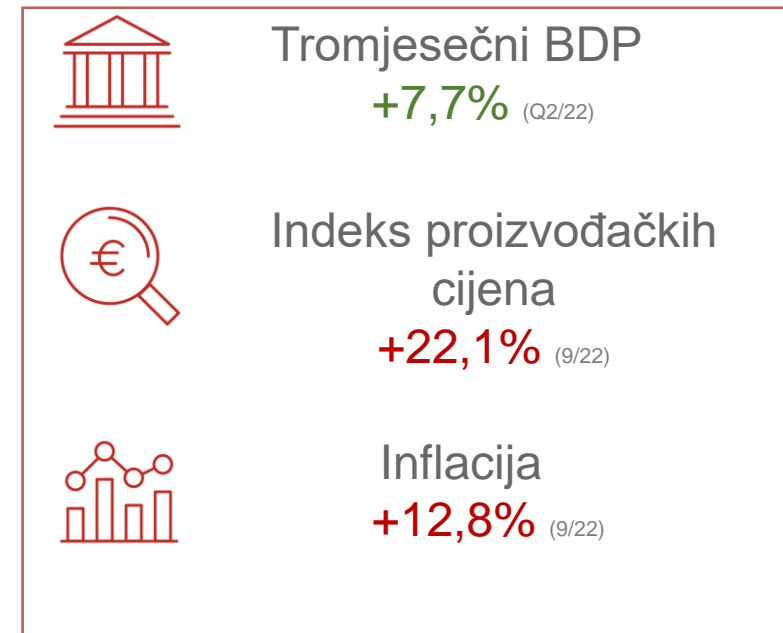 Tromjesečni BDP
+7,7% (Q2/22)
€
Indeks proizvođačkih
cijena
+22,1% (9/22)
Inflacija
+12,8% (9/22)